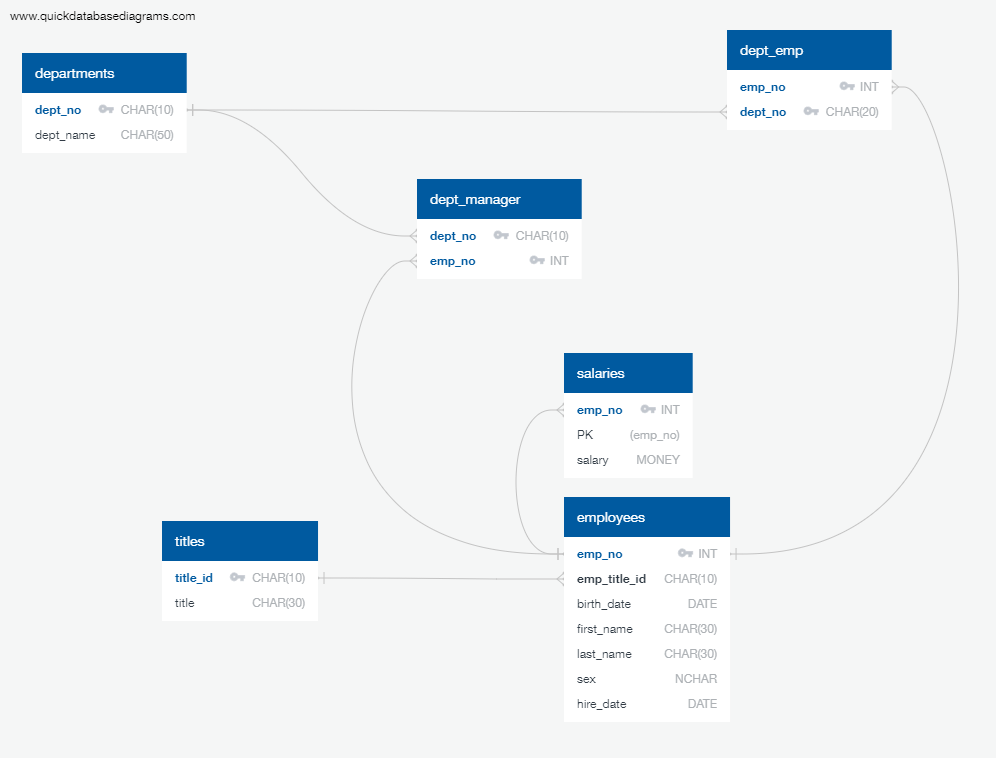 www.quickdatabasediagrams.com
departments
dept_no CHAR(10)
dept_name CHAR(50)
dept_emp
emp_no INT
dept_no CHAR(20)
dept_manager
dept_no CHAR(10)
emp_no INT
salaries
emp_no INT
PK (emp_no)
salary MONEY
titles
title_id CHAR(10)
title CHAR(30)
employees
emp_no INT
emp_title_id CHAR(10)
birth_date DATE
first_name CHAR(30)
last_name CHAR(30)
sex NCHAR
hire_date DATE